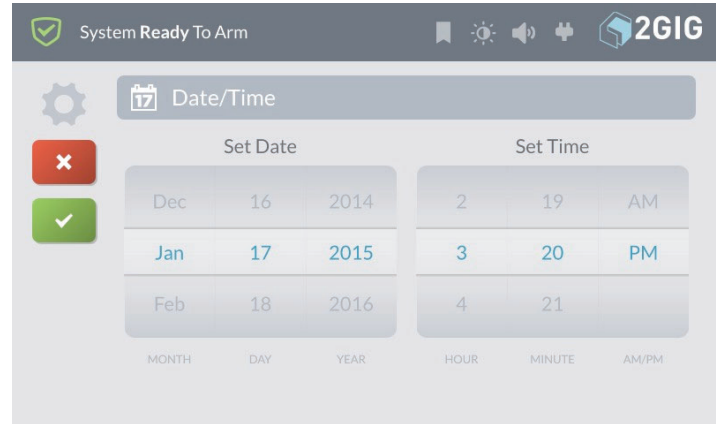 System Ready To Arm
2GIG
17 Date/Time
Set Date Set Time
Dec 16 2014 2 19 AM
Jan 17 2015 3 20 PM
Feb 18 2016 4 21
MONTH DAY YEAR HOUR MINUTE AM/PM